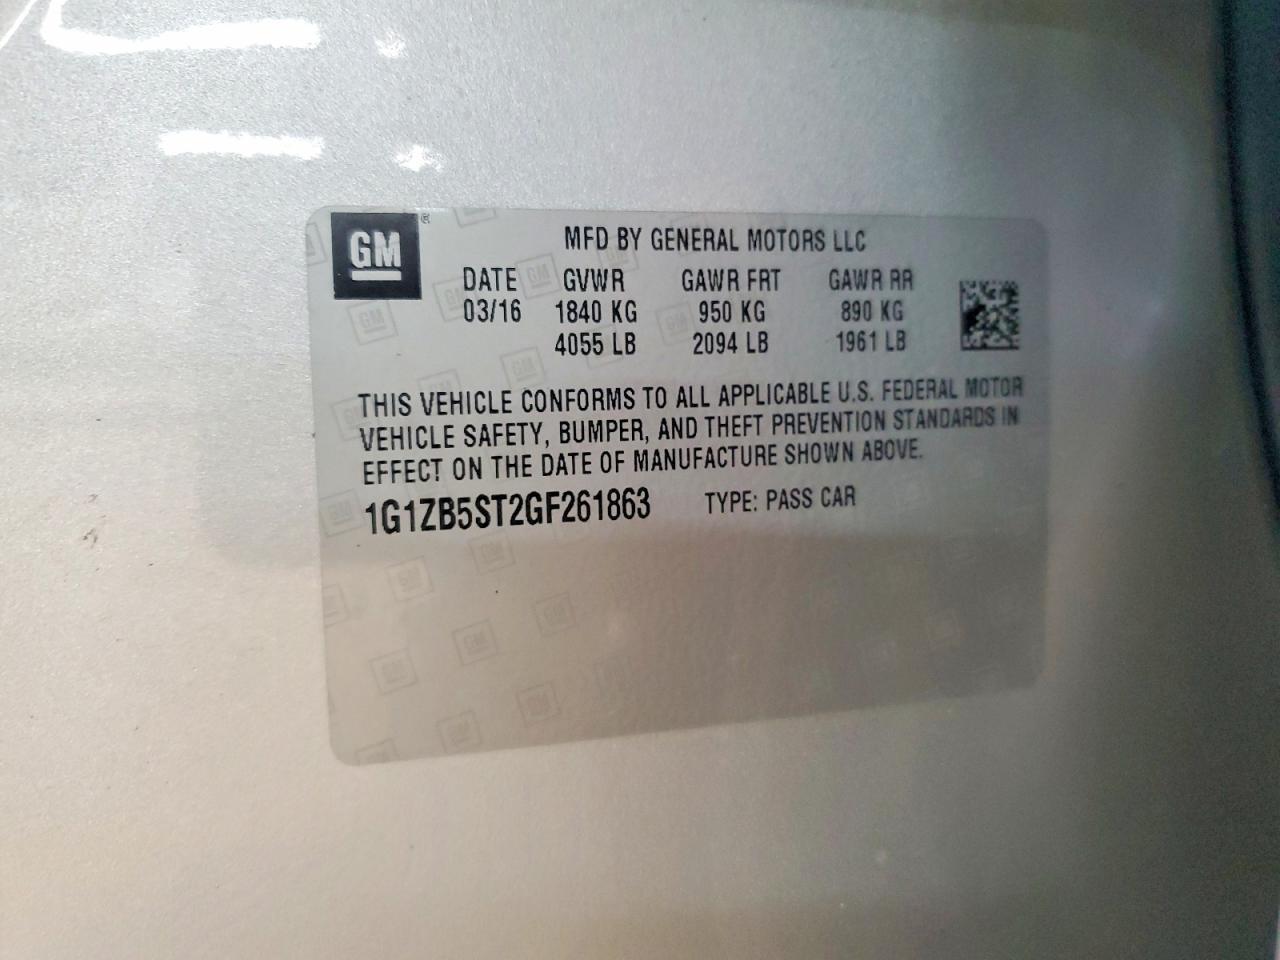 GM ®
MFD BY GENERAL MOTORS LLC
DATE GVWR GAWR FRT GAWR RR
03/16 1840 KG 950 KG 890 KG
4055 LB 2094 LB 1961 LB
THIS VEHICLE CONFORMS TO ALL APPLICABLE U.S. FEDERAL MOTOR
VEHICLE SAFETY, BUMPER, AND THEFT PREVENTION STANDARDS IN
EFFECT ON THE DATE OF MANUFACTURE SHOWN ABOVE.
1G1ZB5ST2GF261863 TYPE: PASS CAR